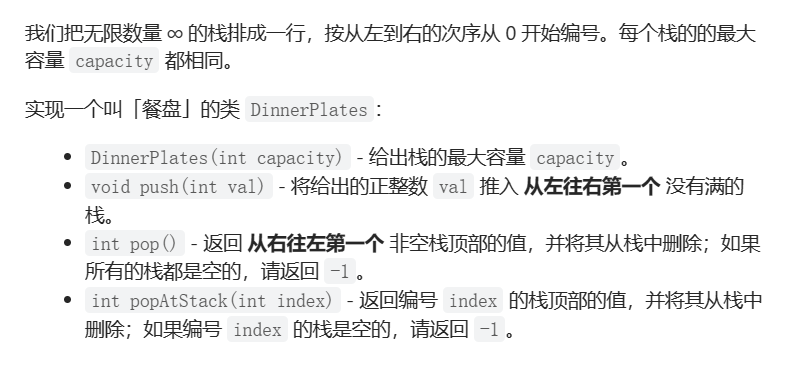 我们把无限数量 ∞ 的栈排成一行，按从左到右的次序从 0 开始编号。每个栈的的最大
容量 capacity 都相同。
实现一个叫「餐盘」的类 DinnerPlates：
• DinnerPlates(int capacity) - 给出栈的最大容量 capacity。
• void push(int val) - 将给出的正整数 val 推入 从左往右第一个 没有满的
栈。
• int pop() - 返回 从右往左第一个 非空栈顶部的值，并将其从栈中删除；如果
所有的栈都是空的，请返回 -1。
• int popAtStack(int index) - 返回编号 index 的栈顶部的值，并将其从栈中
删除；如果编号 index 的栈是空的，请返回 -1。